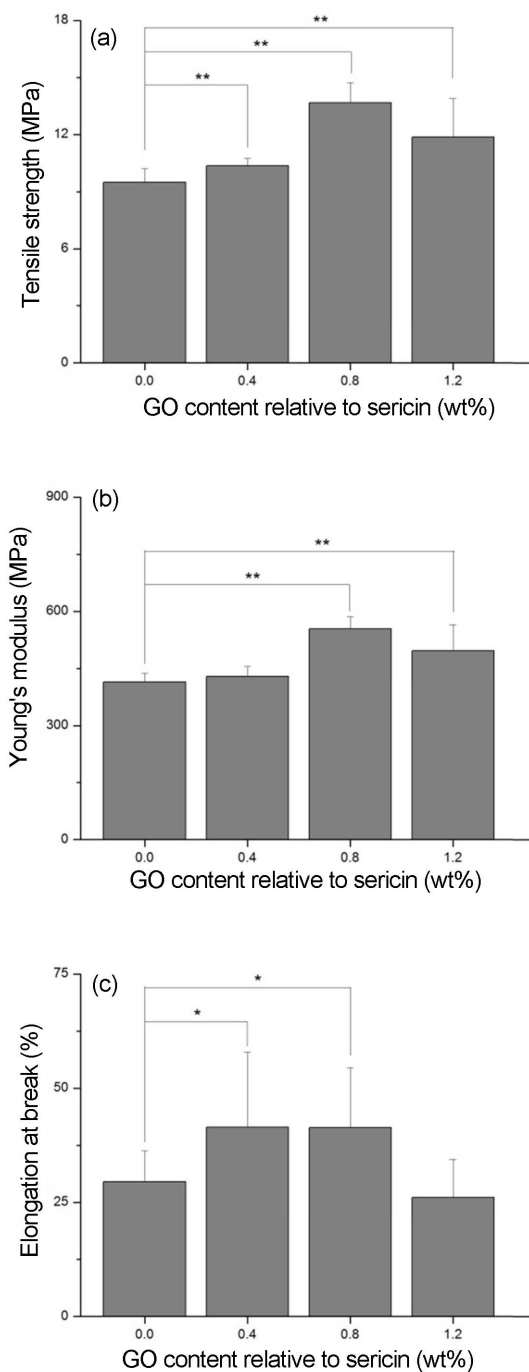 (a)
Tensile strength (MPa)
18
12
6
0
**
**
**
0.0 0.4 0.8 1.2
GO content relative to sericin (wt%)
(b)
Young's modulus (MPa)
900
600
300
0
**
**
0.0 0.4 0.8 1.2
GO content relative to sericin (wt%)
(c)
Elongation at break (%)
75
50
25
0
*
*
0.0 0.4 0.8 1.2
GO content relative to sericin (wt%)